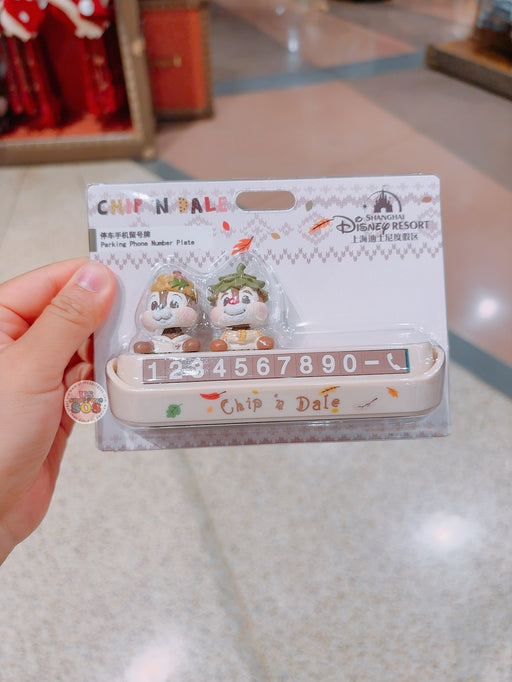 CHIP 'N DALE
停车手机留号牌
Parking Phone Number Plate
SHANGHAI
Disney RESORT
上海迪士尼度假区
1234567890-
Chip 'n Dale